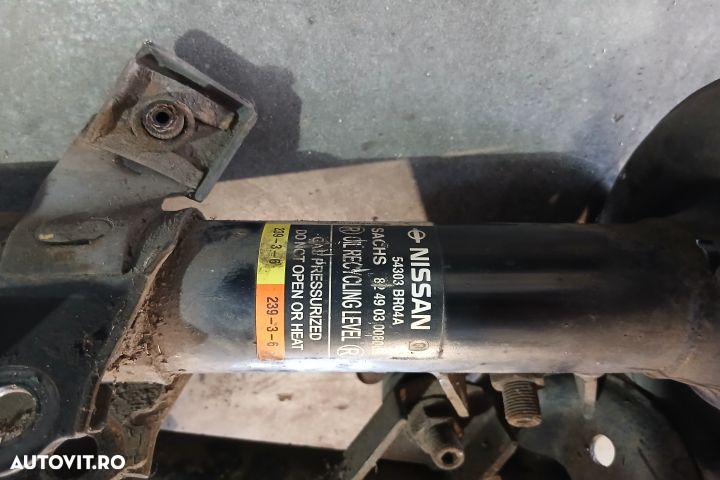 NISSAN
54303 BR04A
SACHS 824903
OIL RECYCLING LEVEL
GAS PRESSURIZED
DO NOT OPEN OR HEAT
239-3-6
239-3-6
AUTOVIT.RO